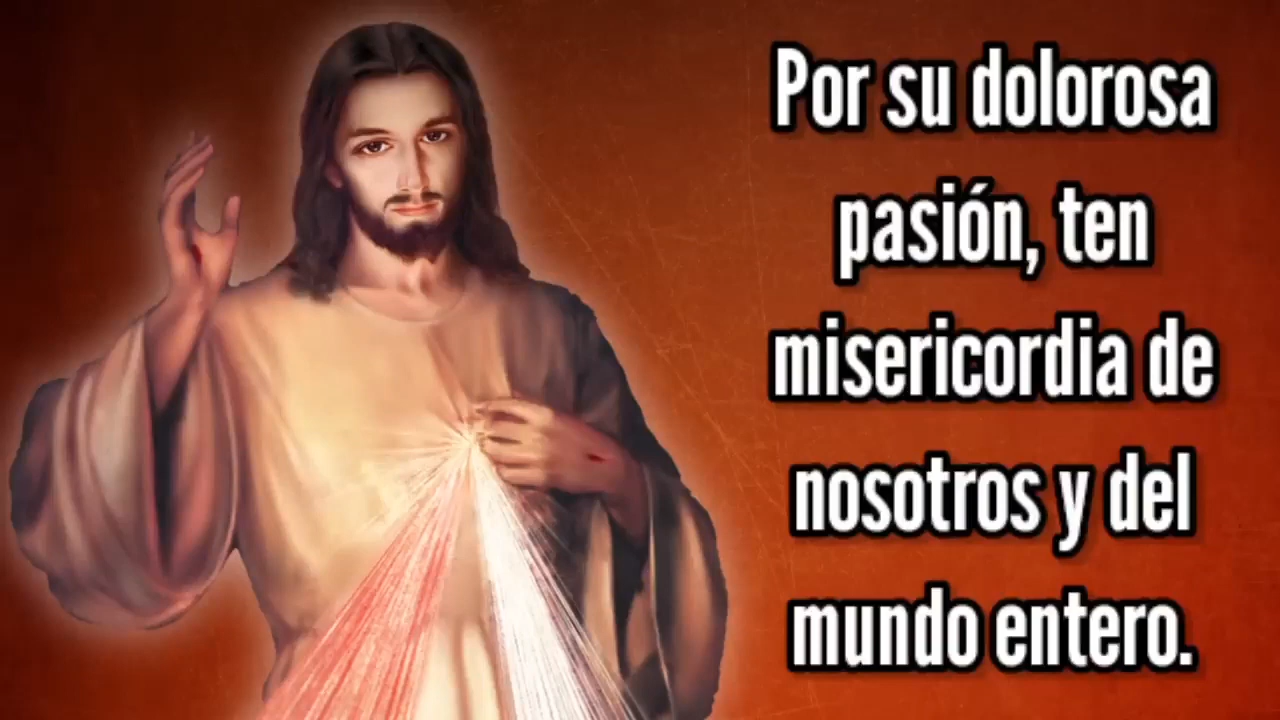 Por su dolorosa
pasión, ten
misericordia de
nosotros y del
mundo entero.